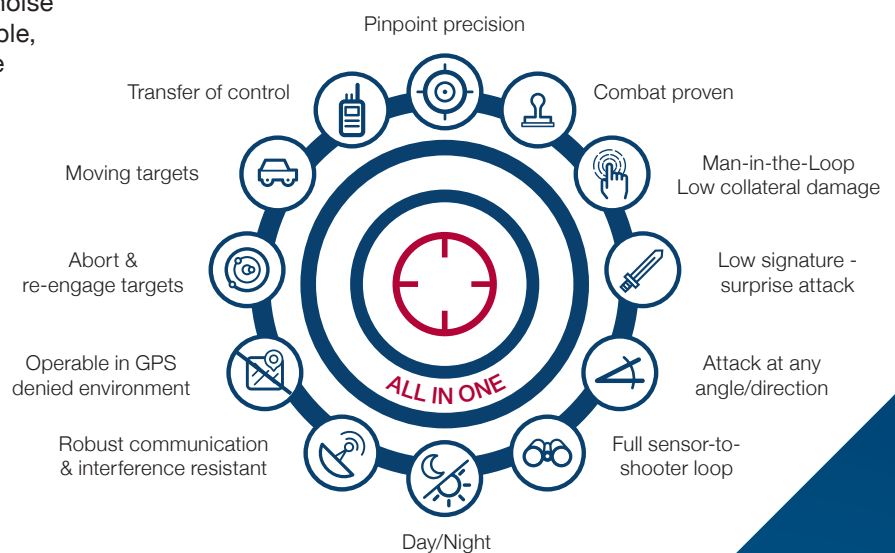 noise
Pinpoint precision
Transfer of control
Combat proven
Moving targets
Man-in-the-Loop
Low collateral damage
Abort &
re-engage targets
Low signature -
surprise attack
Operable in GPS
denied environment
Attack at any
angle/direction
ALL IN ONE
Robust communication
& interference resistant
Full sensor-to-
shooter loop
Day/Night